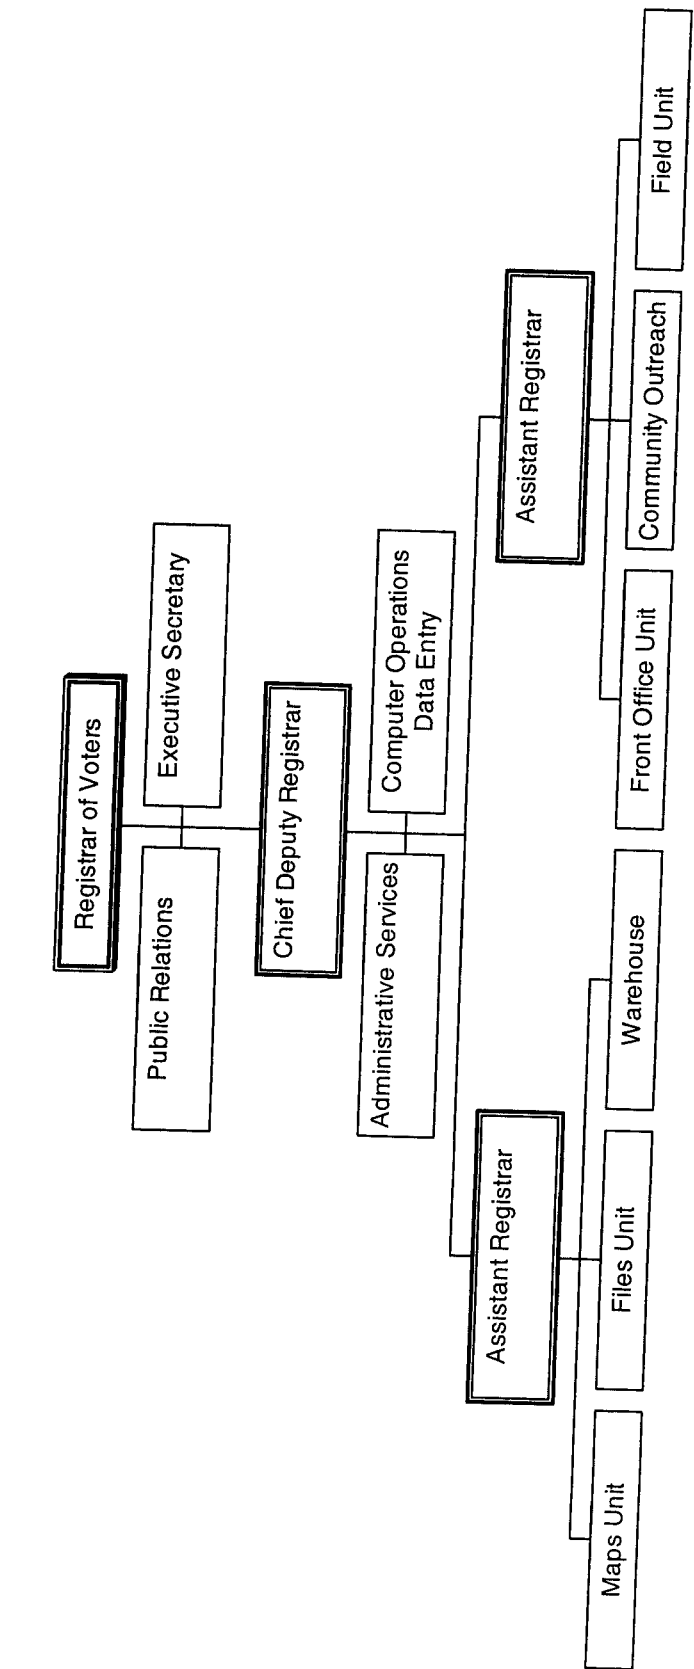 Registrar of Voters
Public Relations
Executive Secretary
Chief Deputy Registrar
Administrative Services
Computer Operations
Data Entry
Assistant Registrar
Assistant Registrar
Maps Unit
Files Unit
Warehouse
Front Office Unit
Community Outreach
Field Unit